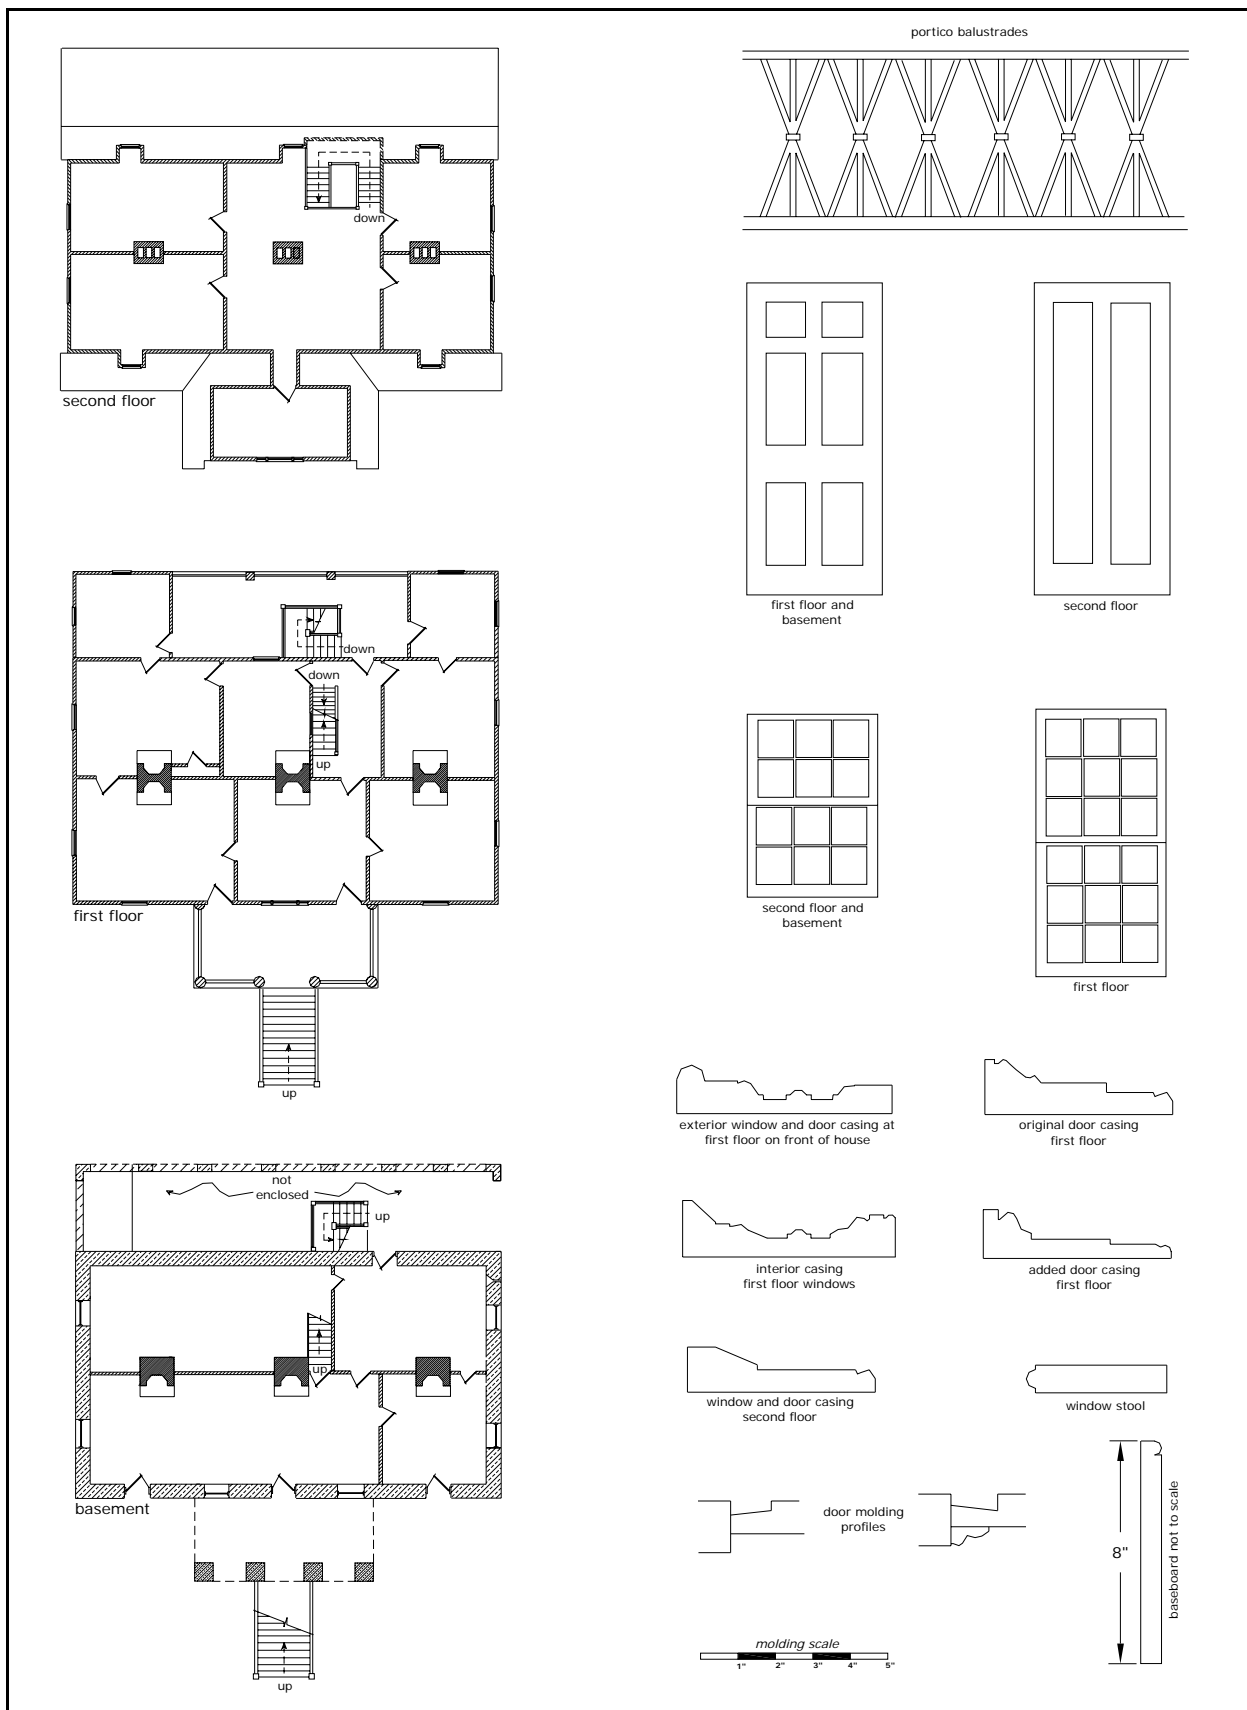 portico balustrades
down
second floor
first floor and
basement
second floor
down
down
up
first floor
up
second floor and
basement
first floor
exterior window and door casing at
first floor on front of house
original door casing
first floor
not
enclosed
up
up
basement
up
interior casing
first floor windows
added door casing
first floor
window and door casing
second floor
window stool
door molding
profiles
8"
baseboard not to scale
molding scale
1" 2" 3" 4" 5"